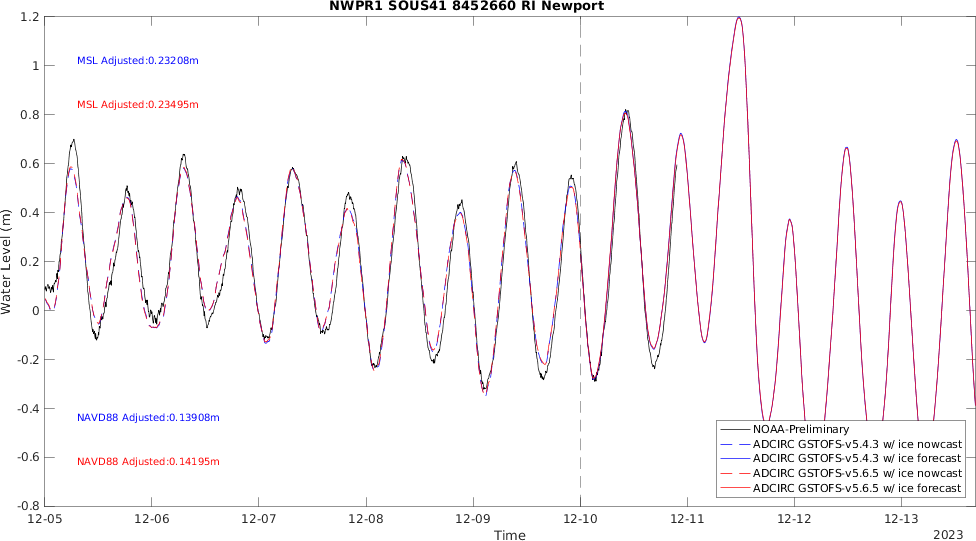 NWPR1 SOUS41 8452660 RI Newport
1.2
1
0.8
0.6
0.4
0.2
0
-0.2
-0.4
-0.6
-0.8
Water Level (m)
MSL Adjusted:0.23208m
MSL Adjusted:0.23495m
NAVD88 Adjusted:0.13908m
NAVD88 Adjusted:0.14195m
NOAA-Preliminary
ADCIRC GSTOFS-v5.4.3 w/ ice nowcast
ADCIRC GSTOFS-v5.4.3 w/ ice forecast
ADCIRC GSTOFS-v5.6.5 w/ ice nowcast
ADCIRC GSTOFS-v5.6.5 w/ ice forecast
12-05 12-06 12-07 12-08 12-09 12-10 12-11 12-12 12-13
Time
2023